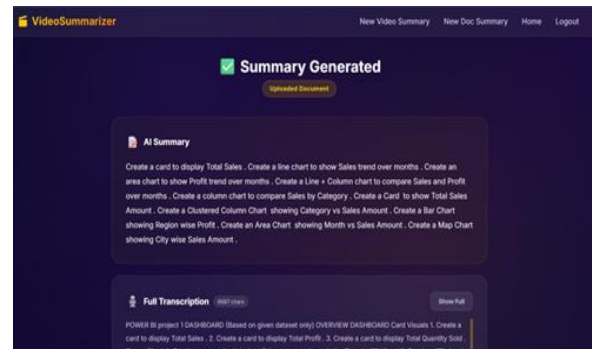 VideoSummarizer
New Video Summary New Doc Summary Home Logout
Summary Generated
Uploaded Document
AI Summary
Create a card to display Total Sales . Create a line chart to show Sales trend over months . Create an
area chart to show Profit trend over months . Create a Line + Column chart to compare Sales and Profit
over months . Create a column chart to compare Sales by Category . Create a Card to show Total Sales
Amount . Create a Clustered Column Chart showing Category vs Sales Amount . Create a Bar Chart
showing Region wise Profit . Create an Area Chart showing Month vs Sales Amount . Create a Map Chart
showing City wise Sales Amount .
Full Transcription chars Show Full
POWER BI project 1 DASHBOARD (Based on given dataset only) OVERVIEW DASHBOARD Card Visuals 1. Create a
card to display Total Sales . 2. Create a card to display Total Profit . 3. Create a card to display Total Quantity Sold .